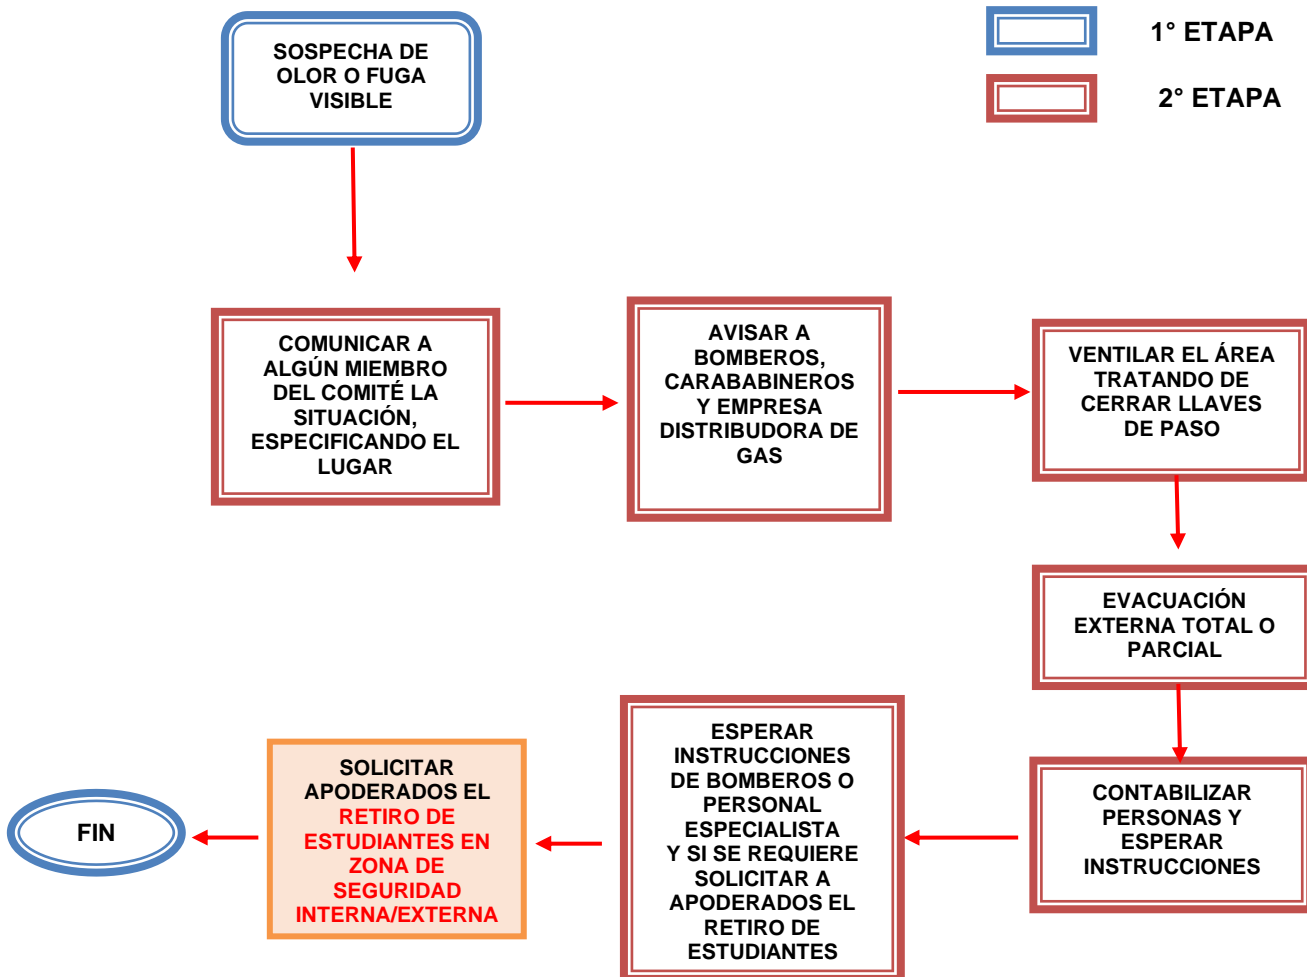 SOSPECHA DE
OLOR O FUGA
VISIBLE
1° ETAPA
2° ETAPA
COMUNICAR A
ALGÚN MIEMBRO
DEL COMITÉ LA
SITUACIÓN,
ESPECIFICANDO EL
LUGAR
AVISAR A
BOMBEROS,
CARABABINEROS
Y EMPRESA
DISTRIBUDORA DE
GAS
VENTILAR EL ÁREA
TRATANDO DE
CERRAR LLAVES
DE PASO
EVACUACIÓN
EXTERNA TOTAL O
PARCIAL
CONTABILIZAR
PERSONAS Y
ESPERAR
INSTRUCCIONES
ESPERAR
INSTRUCCIONES
DE BOMBEROS O
PERSONAL
ESPECIALISTA
Y SI SE REQUIERE
SOLICITAR A
APODERADOS EL
RETIRO DE
ESTUDIANTES
SOLICITAR
APODERADOS EL
RETIRO DE
ESTUDIANTES EN
ZONA DE
SEGURIDAD
INTERNA/EXTERNA
FIN